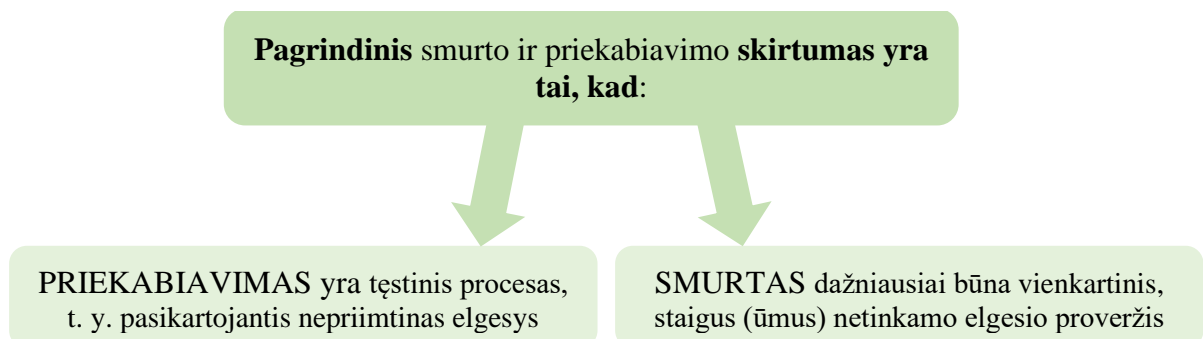 Pagrindinis smurto ir priekabiavimo skirtumas yra
tai, kad:
PRIEKABIAVIMAS yra tęstinis procesas,
t. y. pasikartojantis nepriimtinas elgesys
SMURTAS dažniausiai būna vienkartinis,
staigus (ūmus) netinkamo elgesio proveržis